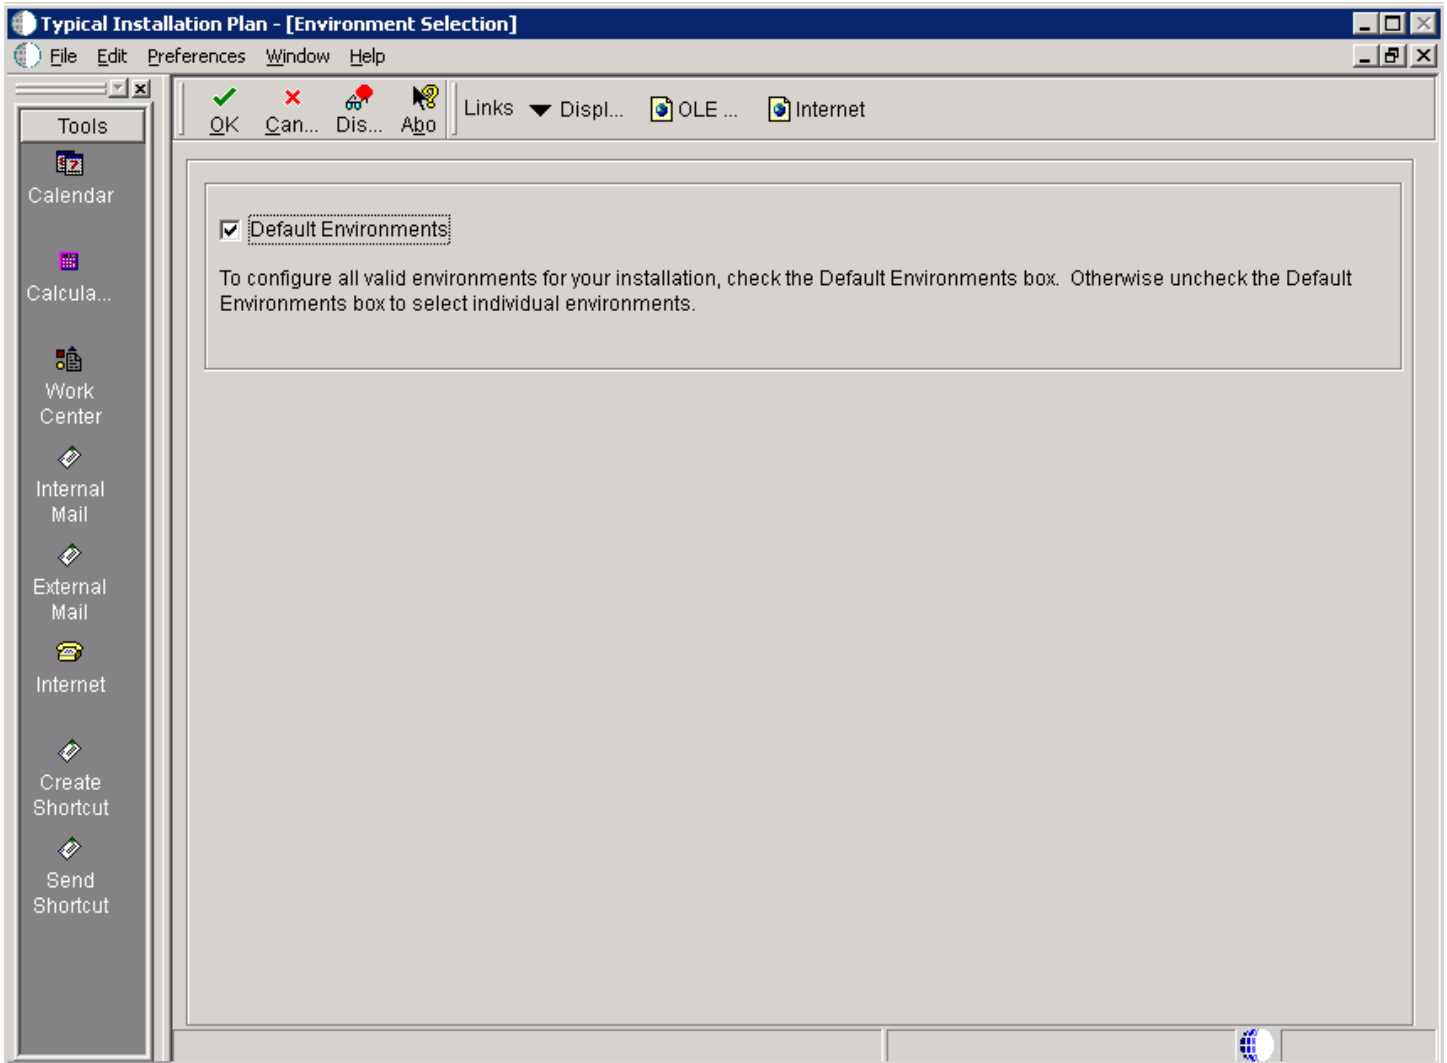 Typical Installation Plan - [Environment Selection]
File Edit Preferences Window Help
OK Can... Dis... Abo Links Displ... OLE ... Internet
Tools
Calendar
Calcula...
Work
Center
Internal
Mail
External
Mail
Internet
Create
Shortcut
Send
Shortcut
Default Environments
To configure all valid environments for your installation, check the Default Environments box. Otherwise uncheck the Default
Environments box to select individual environments.